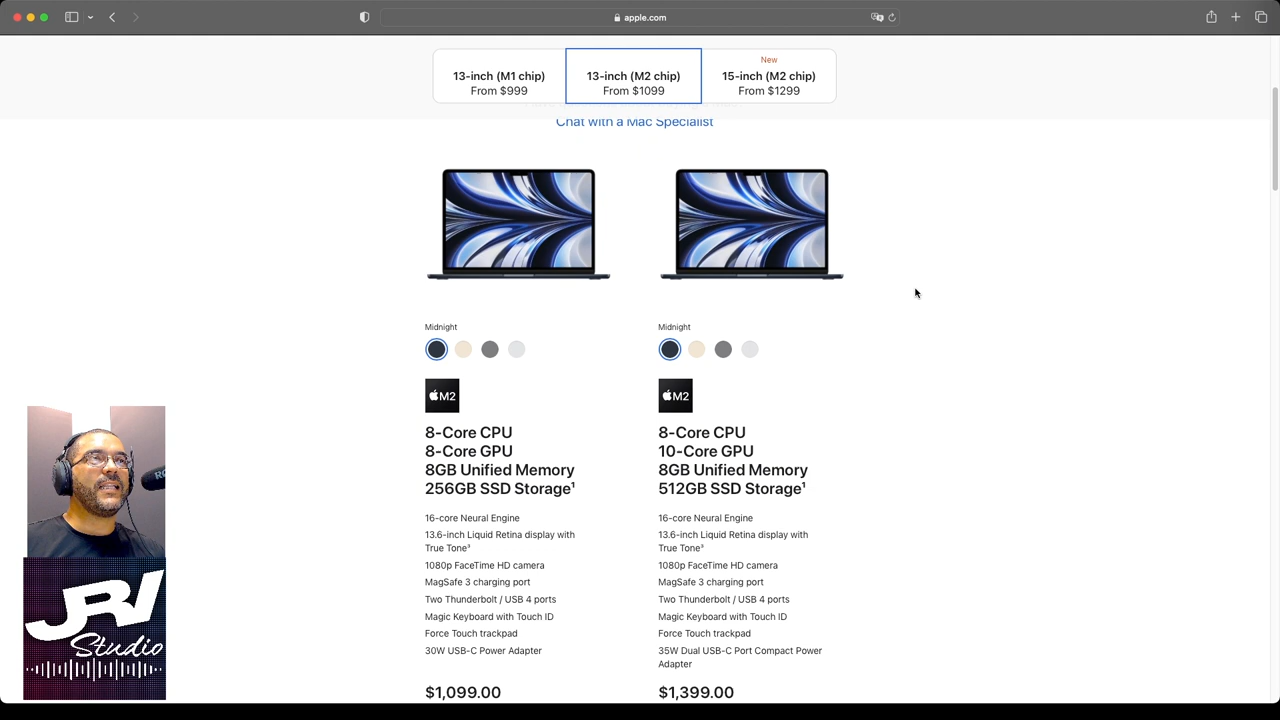 apple.com
New
13-inch (M1 chip)
From $999
13-inch (M2 chip)
From $1099
15-inch (M2 chip)
From $1299
Chat with a Mac Specialist
Midnight
M2
8-Core CPU
8-Core GPU
8GB Unified Memory
256GB SSD Storage¹
16-core Neural Engine
13.6-inch Liquid Retina display with
True Tone³
1080p FaceTime HD camera
MagSafe 3 charging port
Two Thunderbolt / USB 4 ports
Magic Keyboard with Touch ID
Force Touch trackpad
30W USB-C Power Adapter
$1,099.00
Midnight
M2
8-Core CPU
10-Core GPU
8GB Unified Memory
512GB SSD Storage¹
16-core Neural Engine
13.6-inch Liquid Retina display with
True Tone³
1080p FaceTime HD camera
MagSafe 3 charging port
Two Thunderbolt / USB 4 ports
Magic Keyboard with Touch ID
Force Touch trackpad
35W Dual USB-C Port Compact Power
Adapter
$1,399.00
JRV
Studio